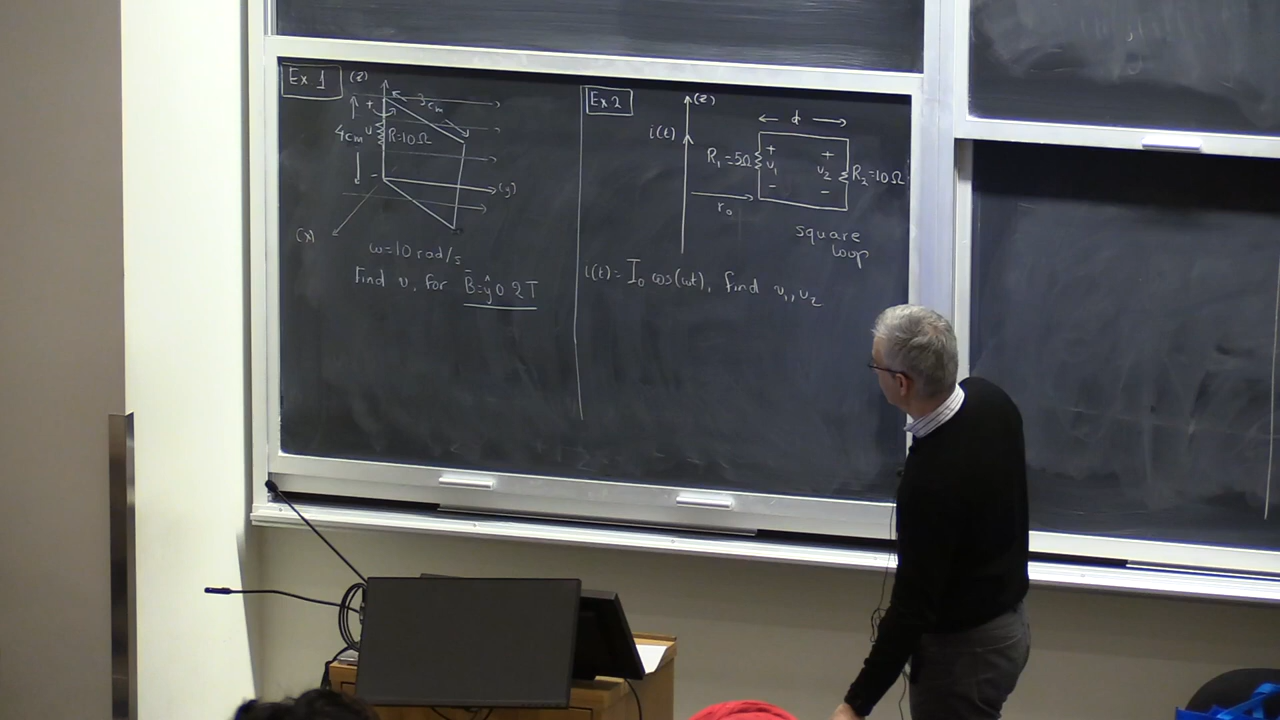 Ex 1
(z)
3cm
+
4cm
v
R=10Ω
-
(y)
(x)
ω=10 rad/s
Find v, for B̄=ŷ0.2T
Ex 2
(z)
i(t)
d
R₁=5Ω
+
v₁
-
+
v₂
-
R₂=10Ω
r₀
square
loop
i(t)=I₀ cos(ωt), find v₁,v₂